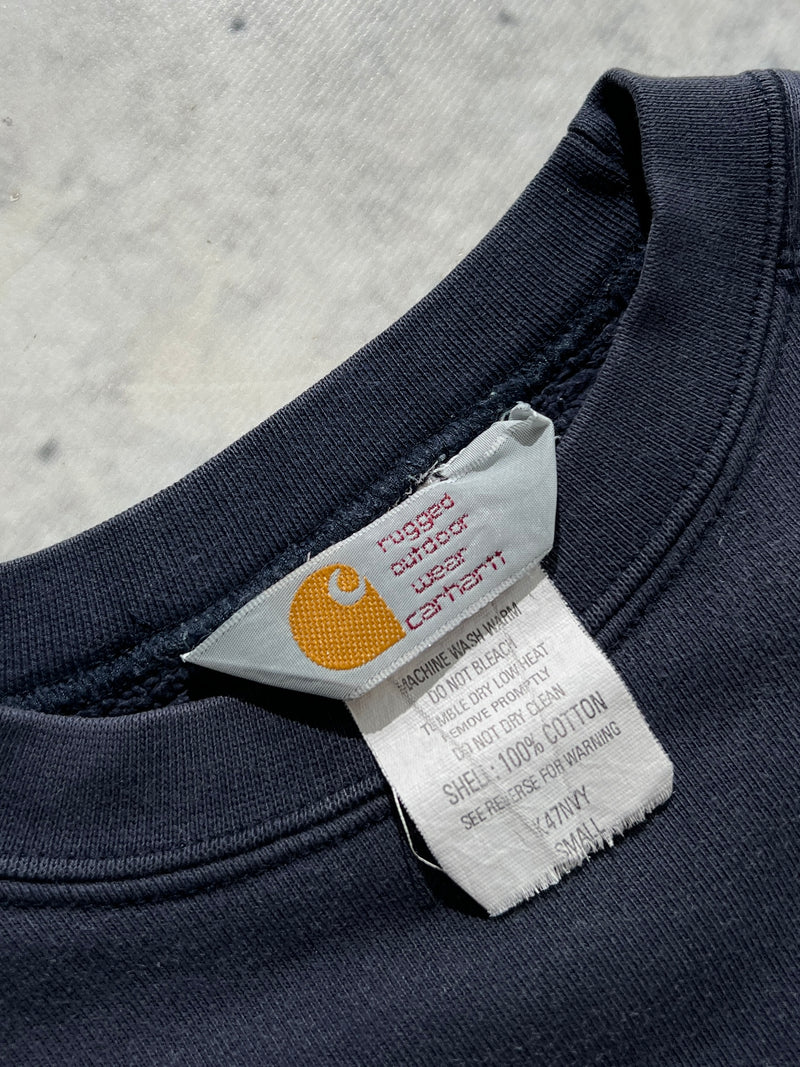 rugged
outdoor
wear
carhartt
MACHINE WASH WARM
DO NOT BLEACH
TUMBLE DRY LOW HEAT
REMOVE PROMPTLY
DO NOT DRY CLEAN
SHELL: 100% COTTON
SEE REVERSE FOR WARNING
K47NVY
SMALL